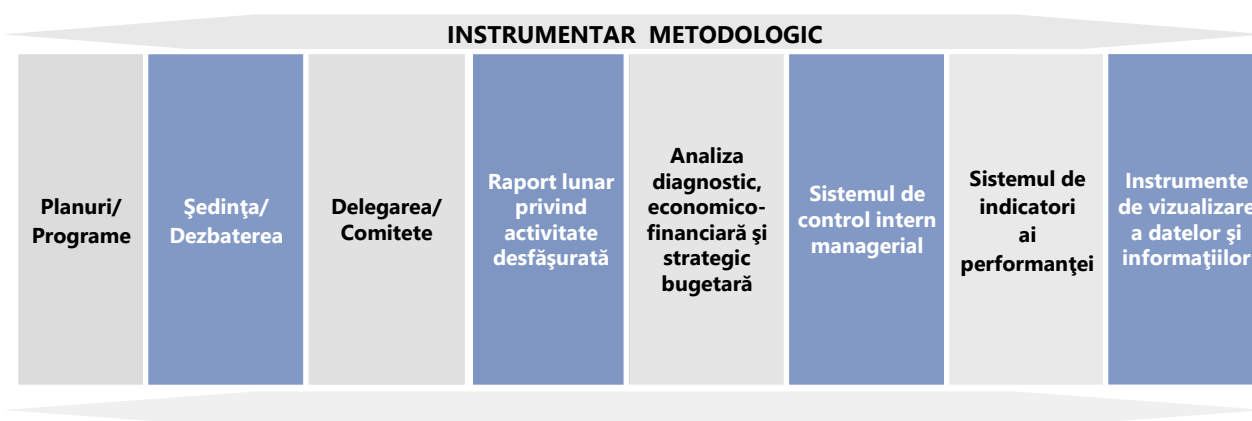 INSTRUMENTAR METODOLOGIC
Planuri/
Programe
Şedinţa/
Dezbaterea
Delegarea/
Comitete
Raport lunar
privind
activitate
desfăşurată
Analiza
diagnostic,
economico-
financiară şi
strategic
bugetară
Sistemul de
control intern
managerial
Sistemul de
indicatori
ai
performanţei
Instrumente
de vizualizare
a datelor şi
informaţiilor